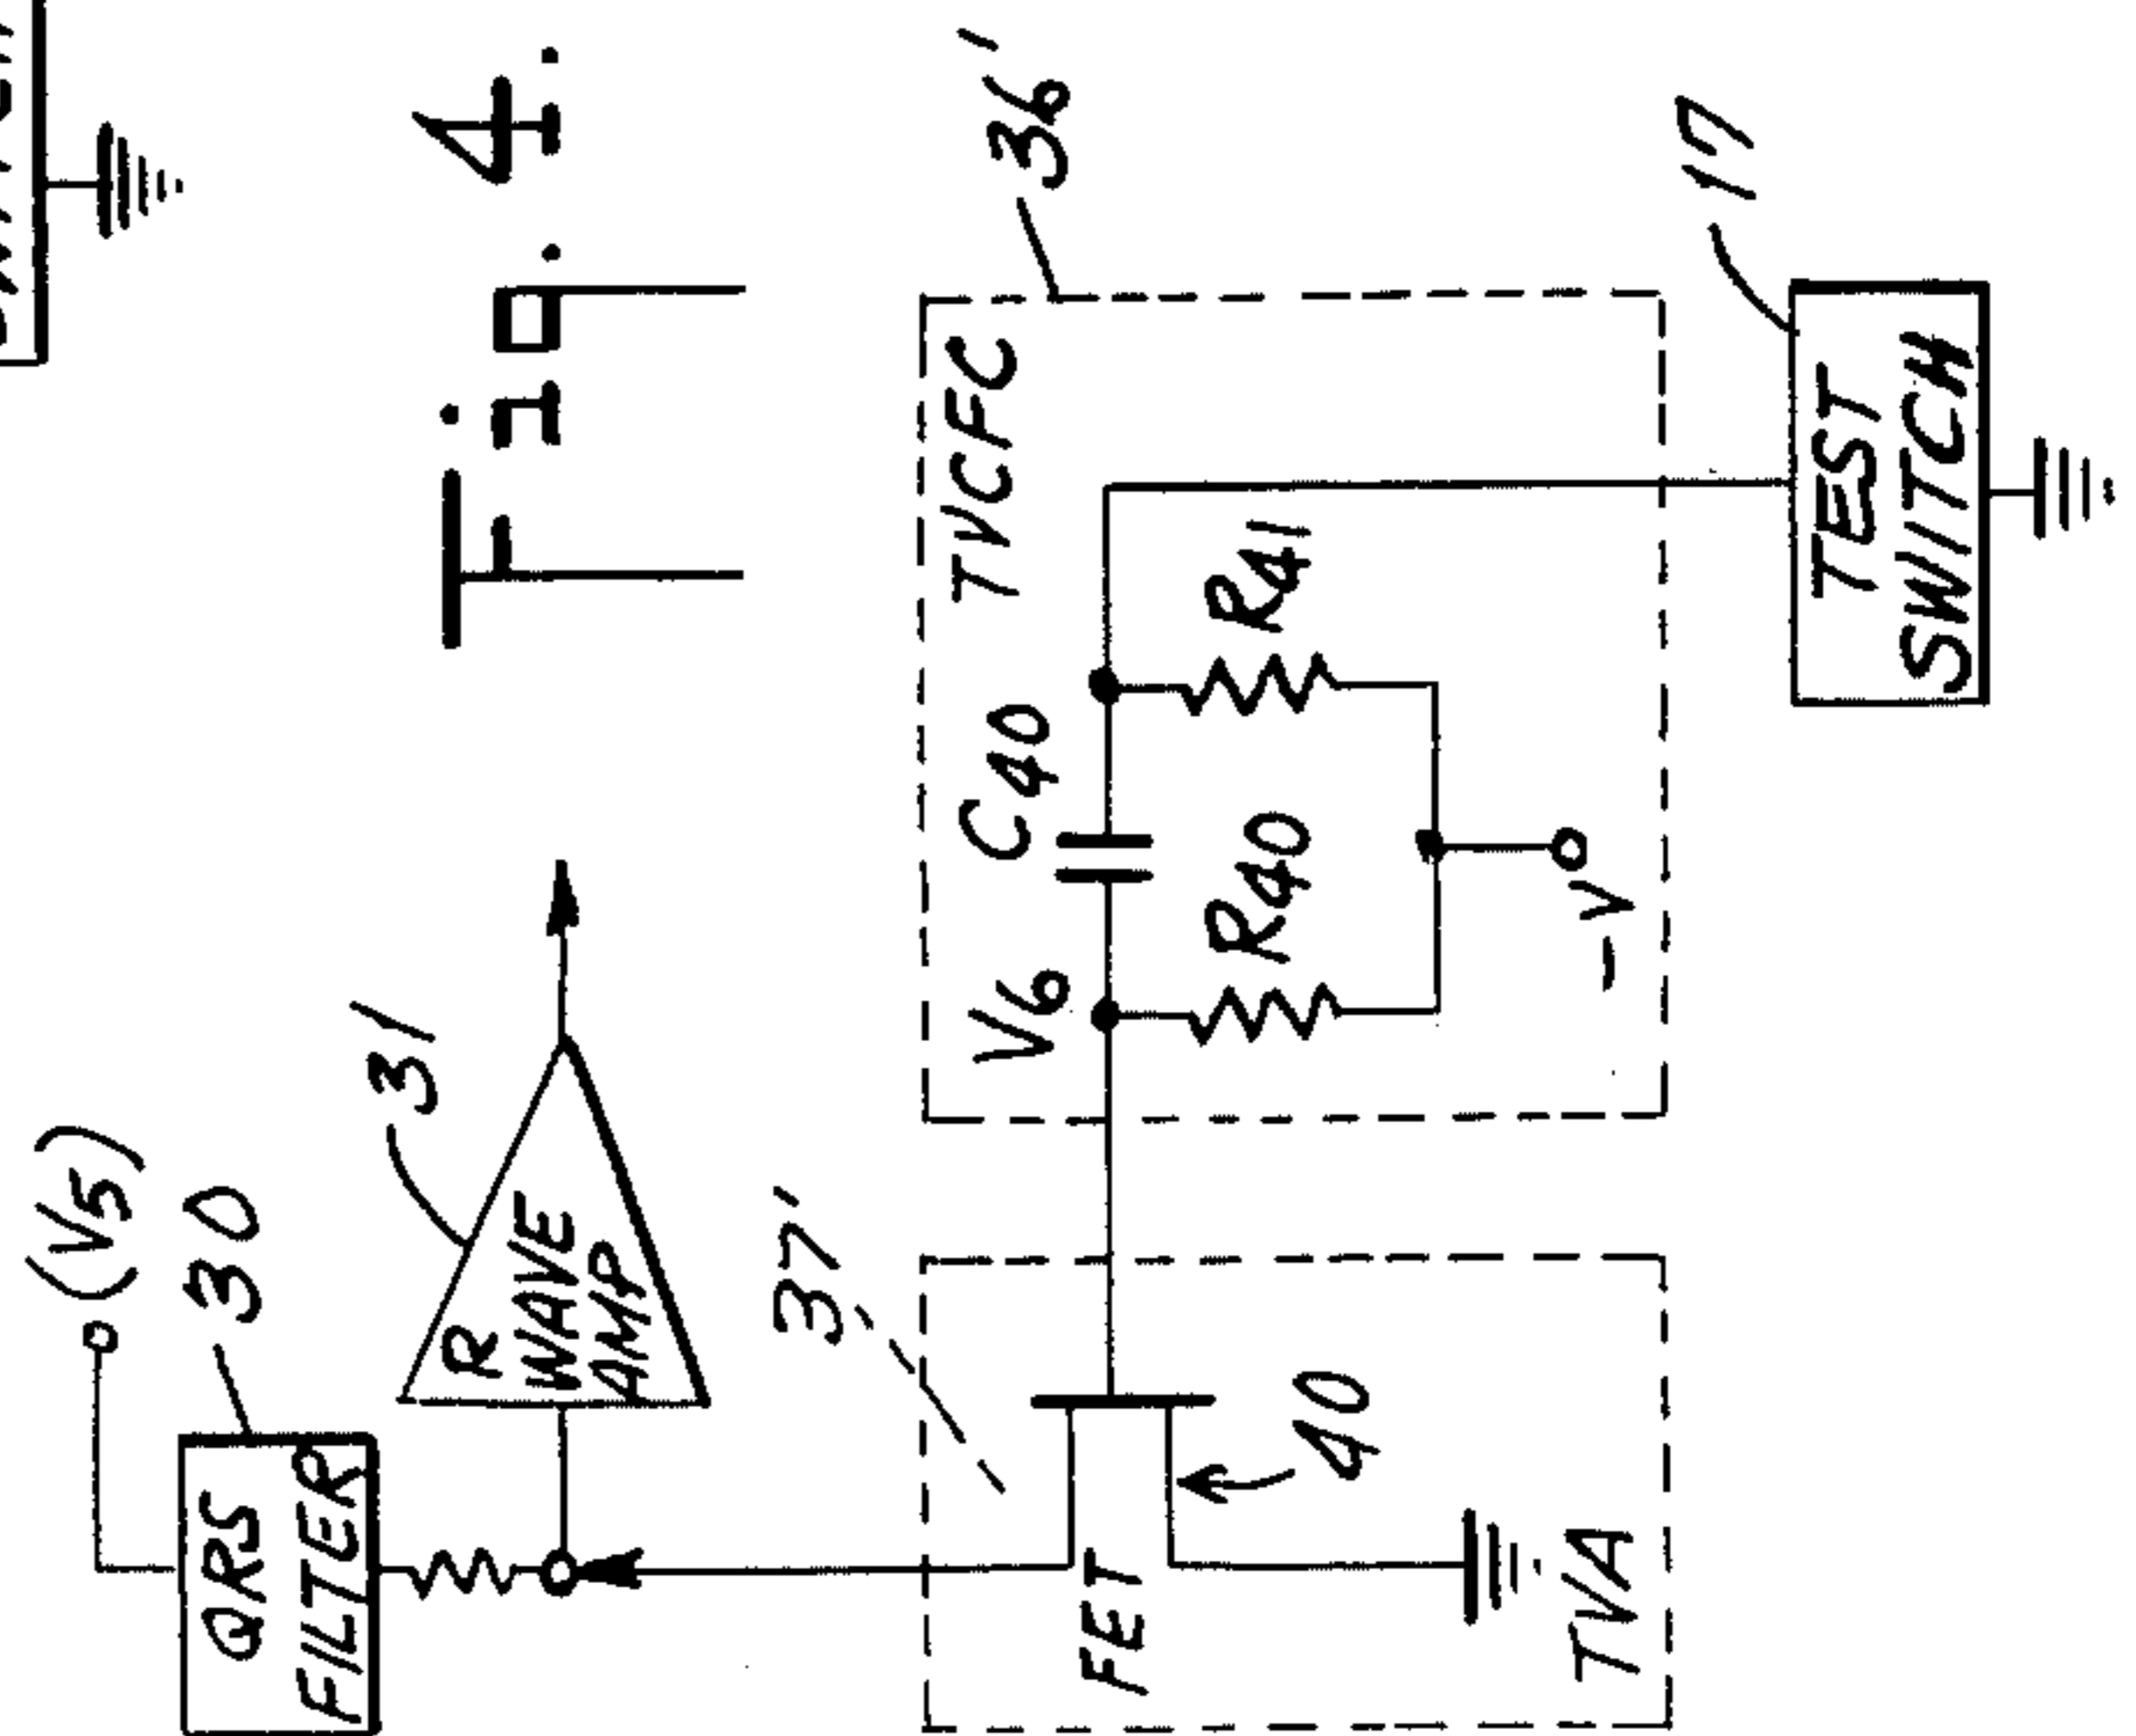 (V5)
30
QRS
FILTER
31
R
WAVE
AMP
Fig. 4.
37'
FET
40
TVA
36'
TVCFC
V6
C40
R40
R41
-V
17
TEST
SWITCH